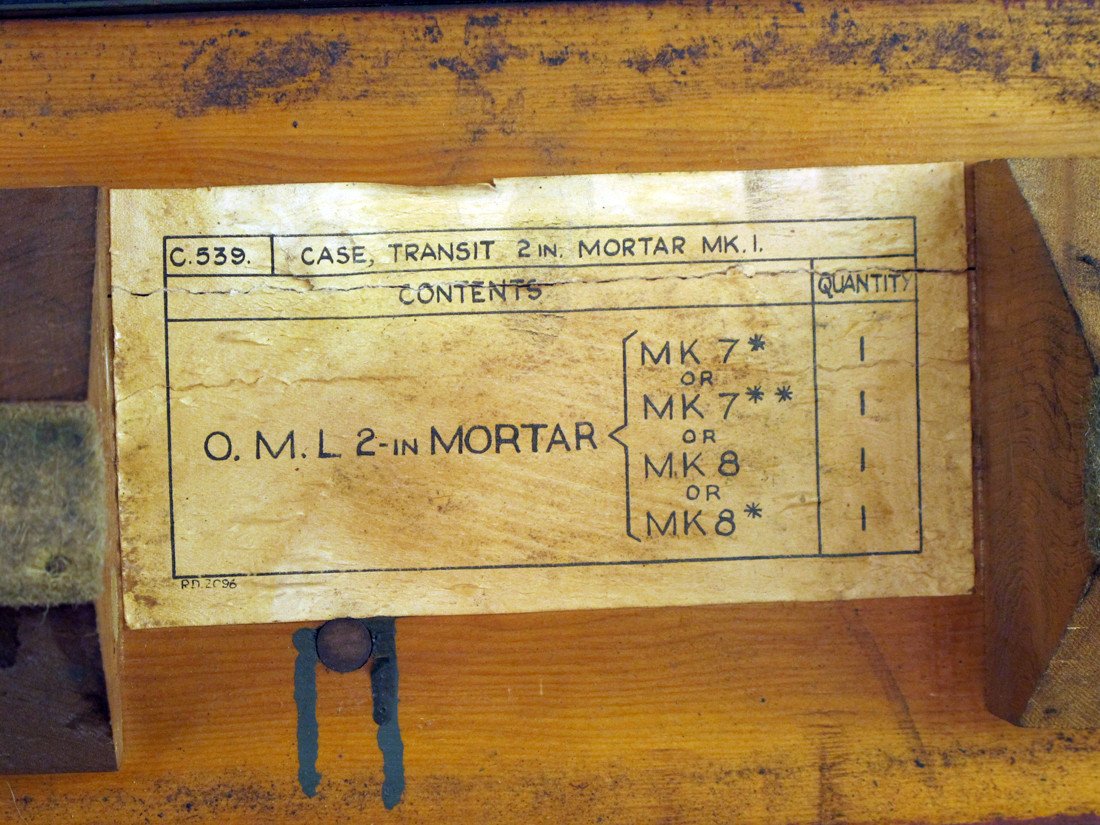 C.539. CASE, TRANSIT 2 IN. MORTAR MK.I.
CONTENTS QUANTITY
MK 7* 1
OR
MK 7** 1
OR
O. M. L 2-IN MORTAR
MK 8 1
OR
MK 8* 1
R.D.2096